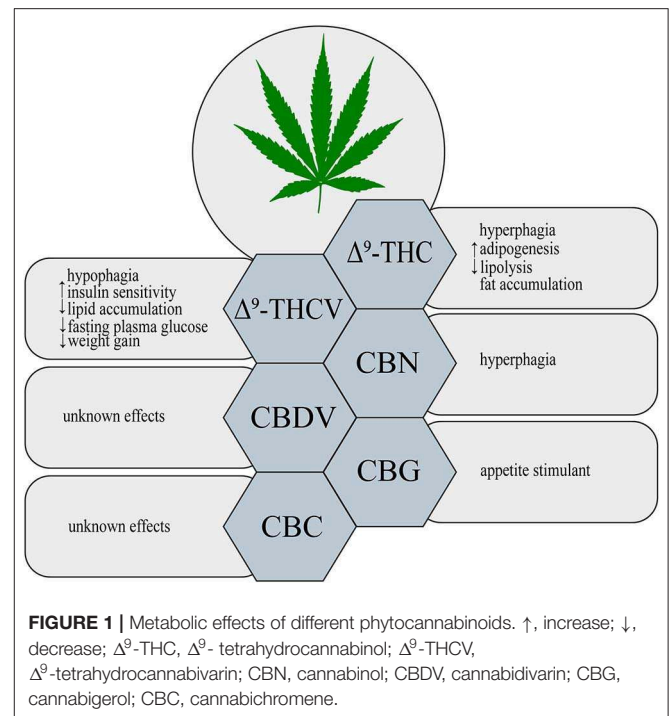 Δ⁹-THC
hyperphagia
↑adipogenesis
↓lipolysis
fat accumulation
hypophagia
↑insulin sensitivity
↓lipid accumulation
↓fasting plasma glucose
↓weight gain
Δ⁹-THCV
CBN
hyperphagia
unknown effects
CBDV
CBG
appetite stimulant
unknown effects
CBC
FIGURE 1 | Metabolic effects of different phytocannabinoids. ↑, increase; ↓,
decrease; Δ⁹-THC, Δ⁹- tetrahydrocannabinol; Δ⁹-THCV,
Δ⁹-tetrahydrocannabivarin; CBN, cannabinol; CBDV, cannabidivarin; CBG,
cannabigerol; CBC, cannabichromene.